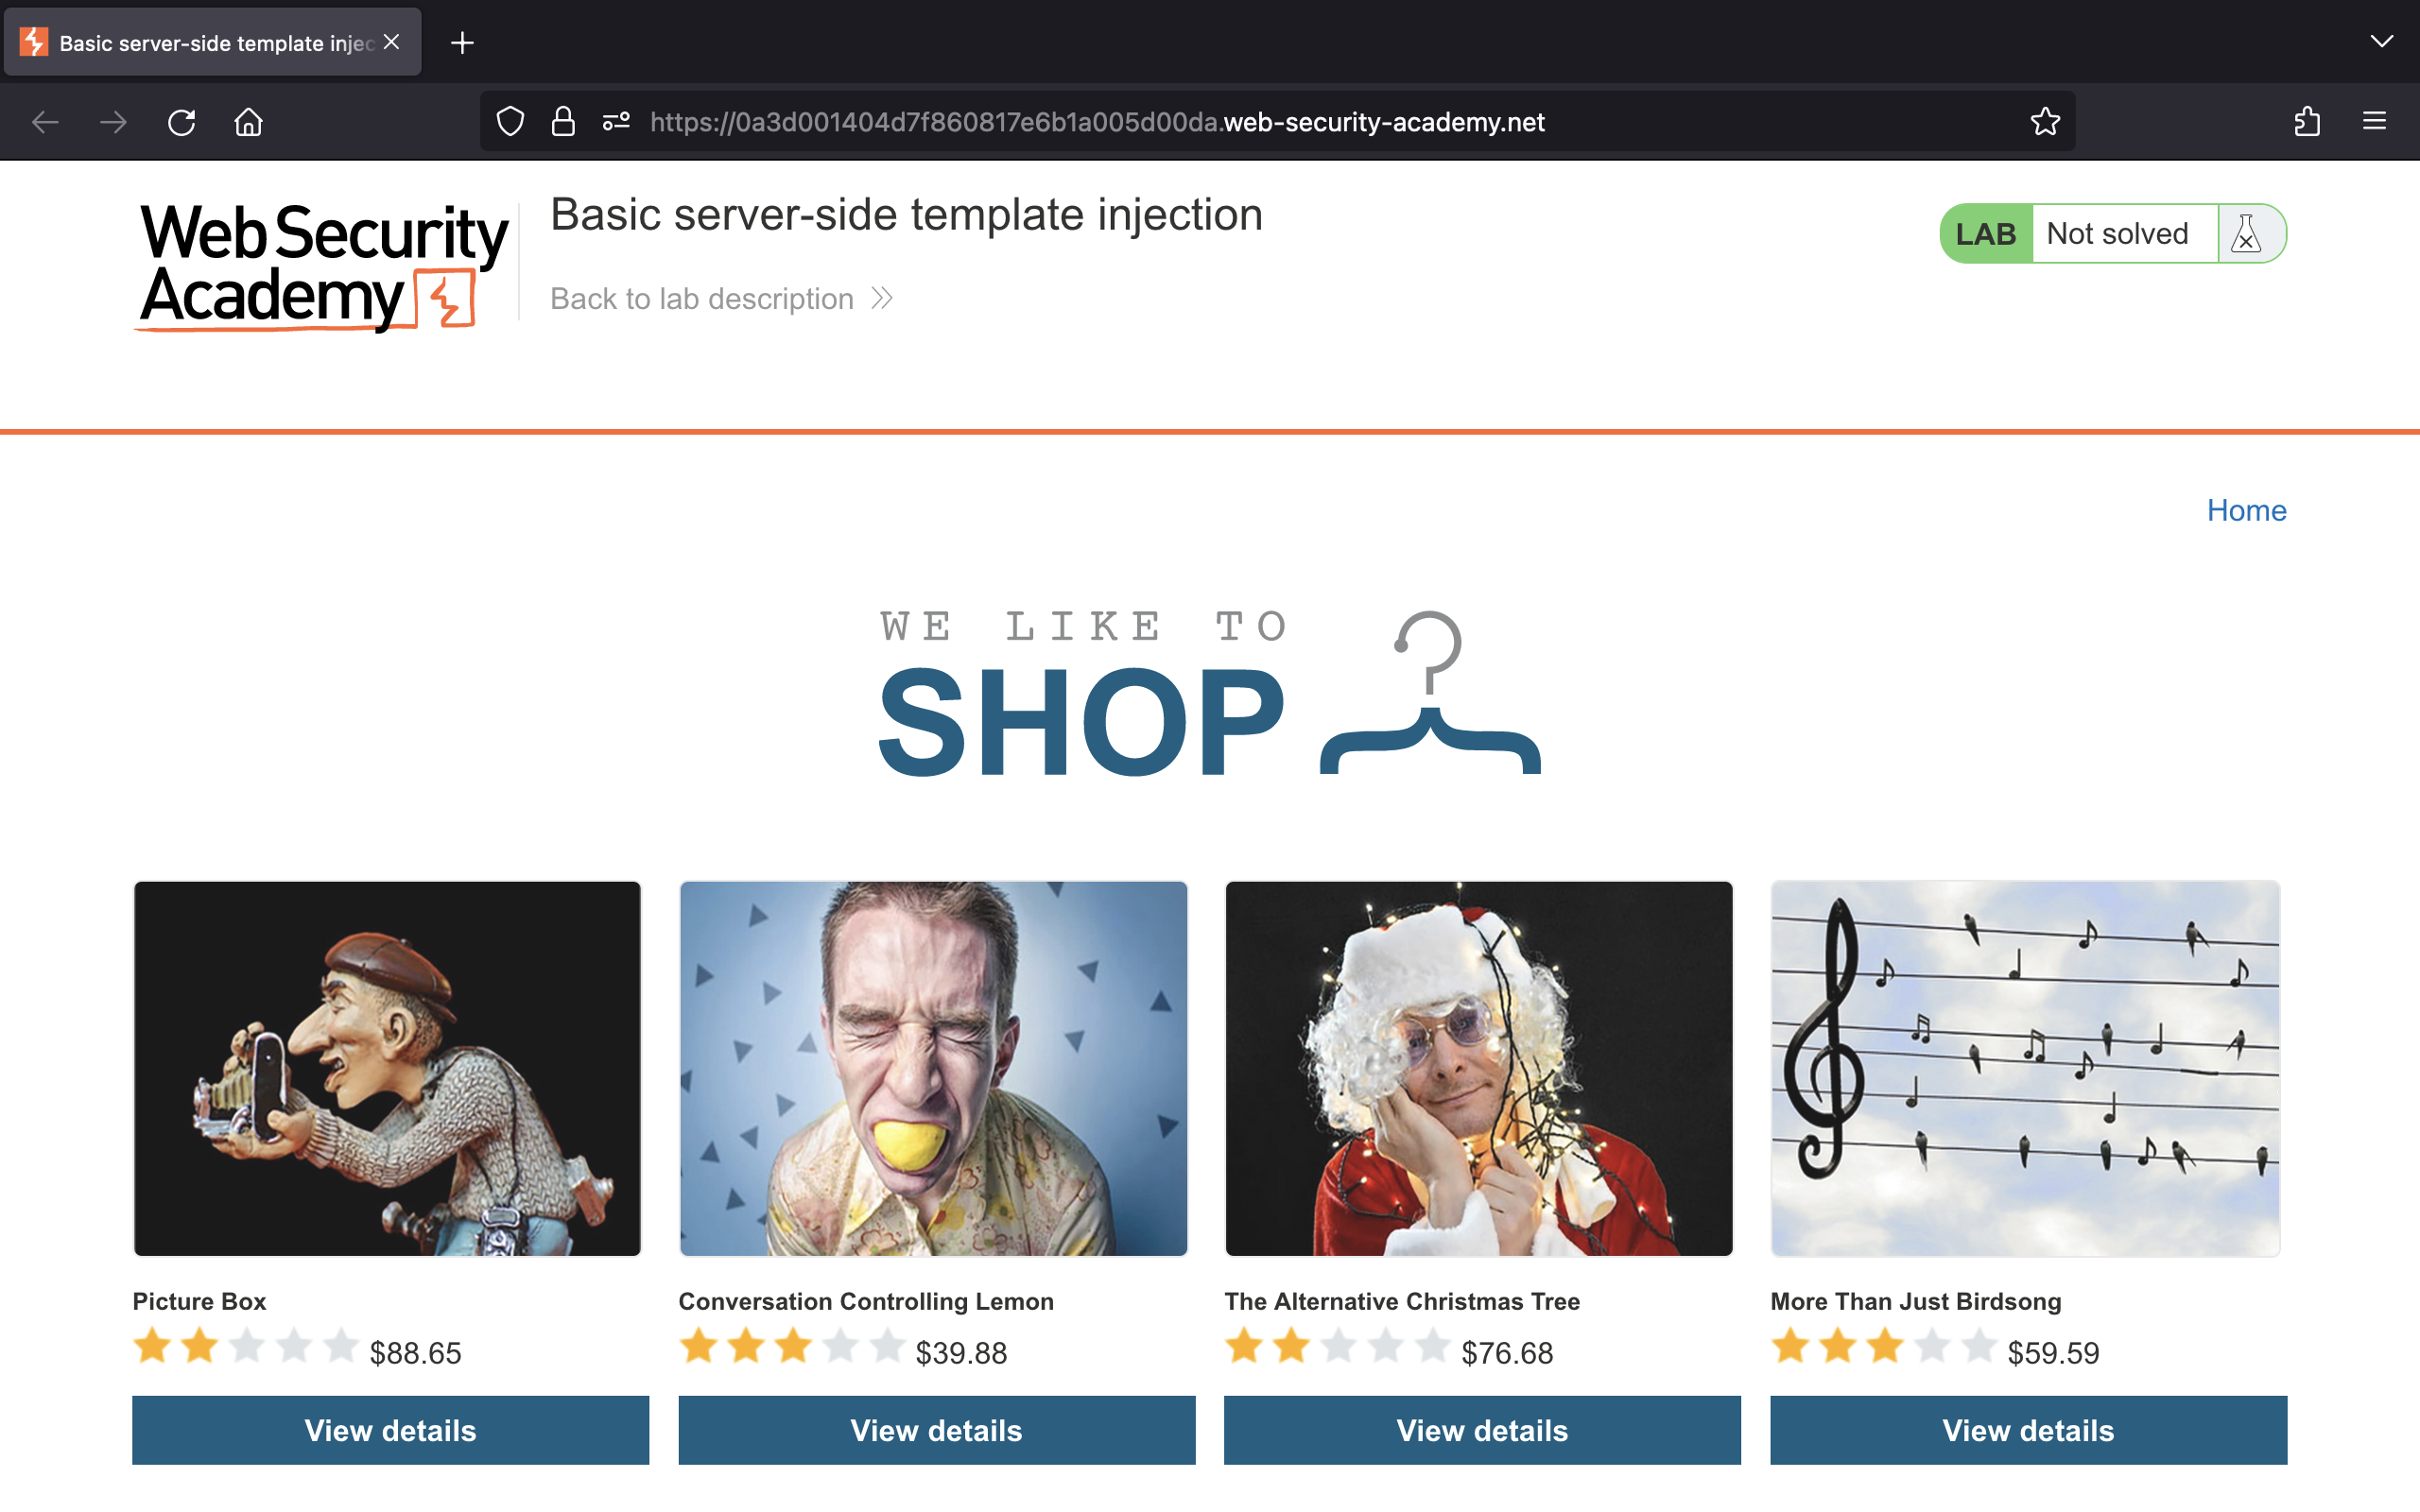 Basic server-side template injec
https://0a3d001404d7f860817e6b1a005d00da.web-security-academy.net
Web Security
Academy
Basic server-side template injection
Back to lab description
LAB Not solved
Home
WE LIKE TO
SHOP
Picture Box
$88.65
View details
Conversation Controlling Lemon
$39.88
View details
The Alternative Christmas Tree
$76.68
View details
More Than Just Birdsong
$59.59
View details